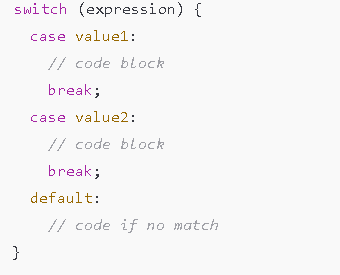 switch (expression) {
  case value1:
    // code block
    break;
  case value2:
    // code block
    break;
  default:
    // code if no match
}